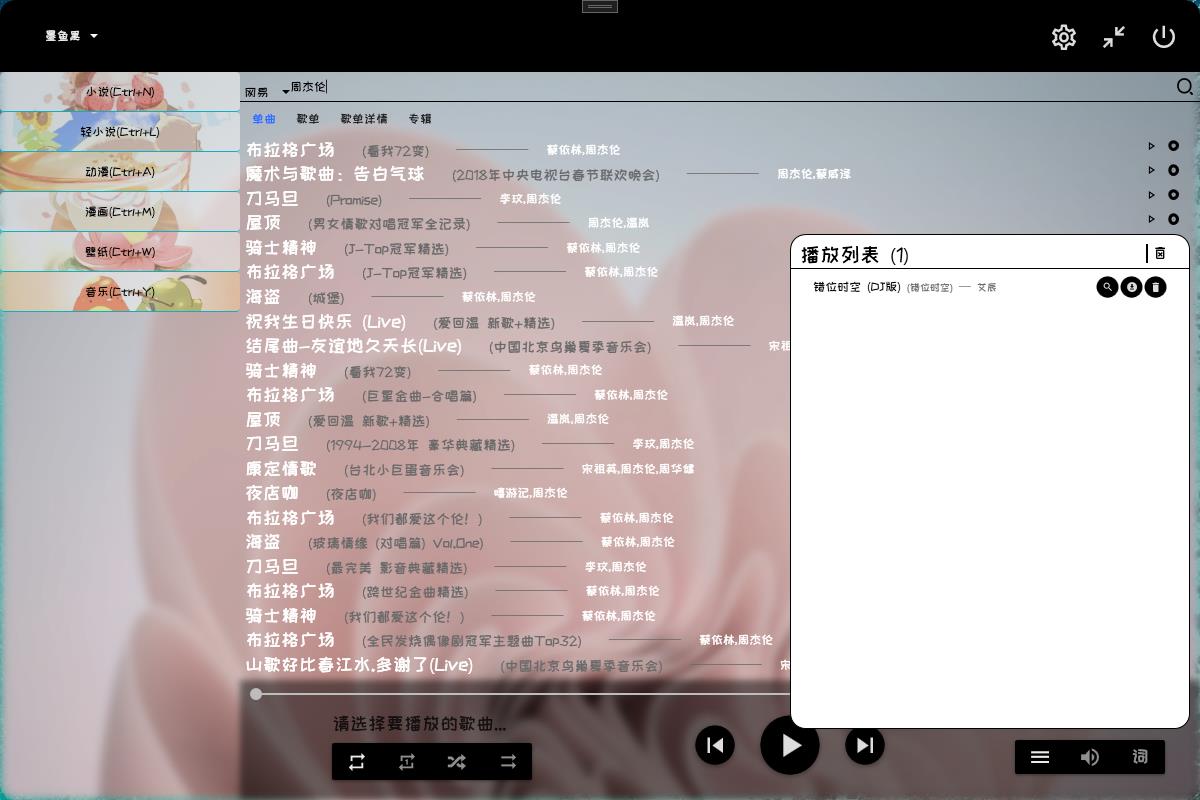 墨鱼黑
小说(Ctrl+N)
轻小说(Ctrl+L)
动漫(Ctrl+A)
漫画(Ctrl+M)
壁纸(Ctrl+W)
音乐(Ctrl+Y)
网易 周杰伦
单曲 歌单 歌单详情 专辑
布拉格广场 (看我72变) 蔡依林,周杰伦
魔术与歌曲：告白气球 (2018年中央电视台春节联欢晚会) 周杰伦,蔡威泽
刀马旦 (Promise) 李玟,周杰伦
屋顶 (男女情歌对唱冠军全记录) 周杰伦,温岚
骑士精神 (J-Top冠军精选) 蔡依林,周杰伦
布拉格广场 (J-Top冠军精选) 蔡依林,周杰伦
海盗 (城堡) 蔡依林,周杰伦
祝我生日快乐 (Live) (爱回温 新歌+精选) 温岚,周杰伦
结尾曲-友谊地久天长(Live) (中国北京鸟巢夏季音乐会) 宋祖
骑士精神 (看我72变) 蔡依林,周杰伦
布拉格广场 (巨星金曲-合唱篇) 蔡依林,周杰伦
屋顶 (爱回温 新歌+精选) 温岚,周杰伦
刀马旦 (1994-2008年 豪华典藏精选) 李玟,周杰伦
康定情歌 (台北小巨蛋音乐会) 宋祖英,周杰伦,周华健
夜店咖 (夜店咖) 嘻游记,周杰伦
布拉格广场 (我们都爱这个伦！) 蔡依林,周杰伦
海盗 (玻璃情缘 (对唱篇) Vol.One) 蔡依林,周杰伦
刀马旦 (最完美 影音典藏精选) 李玟,周杰伦
布拉格广场 (跨世纪金曲精选) 蔡依林,周杰伦
骑士精神 (我们都爱这个伦！) 蔡依林,周杰伦
布拉格广场 (全民发烧偶像剧冠军主题曲Top32) 蔡依林,周杰伦
山歌好比春江水.多谢了(Live) (中国北京鸟巢夏季音乐会) 宋
播放列表 (1)
错位时空 (DJ版) (错位时空) — 艾辰
请选择要播放的歌曲...
词